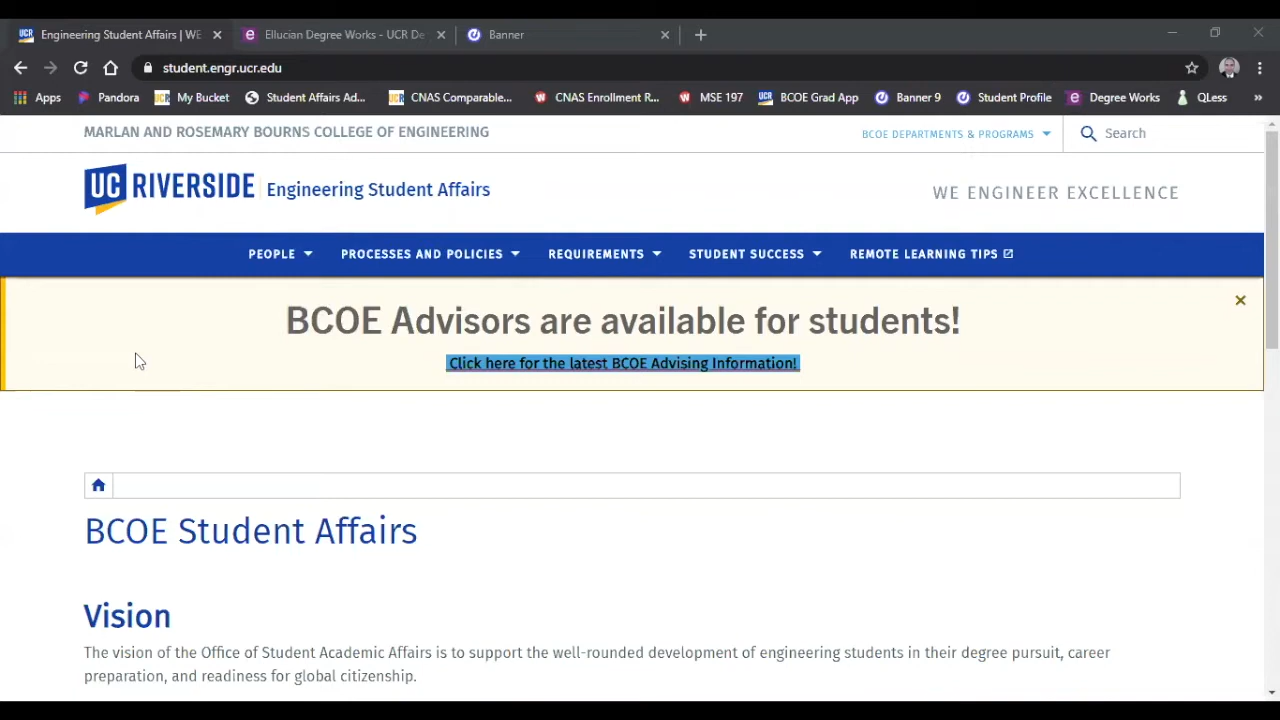 Engineering Student Affairs | WE
Ellucian Degree Works - UCR De
Banner
student.engr.ucr.edu
Apps
Pandora
UCR
My Bucket
Student Affairs Ad...
UCR
CNAS Comparable...
CNAS Enrollment R...
MSE 197
BCOE Grad App
Banner 9
Student Profile
Degree Works
QLess
MARLAN AND ROSEMARY BOURNS COLLEGE OF ENGINEERING
BCOE DEPARTMENTS & PROGRAMS
Search
UC RIVERSIDE Engineering Student Affairs
WE ENGINEER EXCELLENCE
PEOPLE
PROCESSES AND POLICIES
REQUIREMENTS
STUDENT SUCCESS
REMOTE LEARNING TIPS
BCOE Advisors are available for students!
Click here for the latest BCOE Advising Information!
BCOE Student Affairs
Vision
The vision of the Office of Student Academic Affairs is to support the well-rounded development of engineering students in their degree pursuit, career
preparation, and readiness for global citizenship.